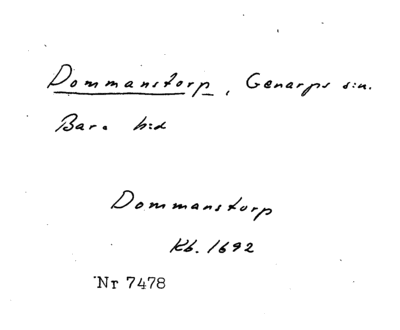 Dommanstorp, Genarps s:n.
Bara h:d
Dommanstorp
Kb. 1692
Nr 7478